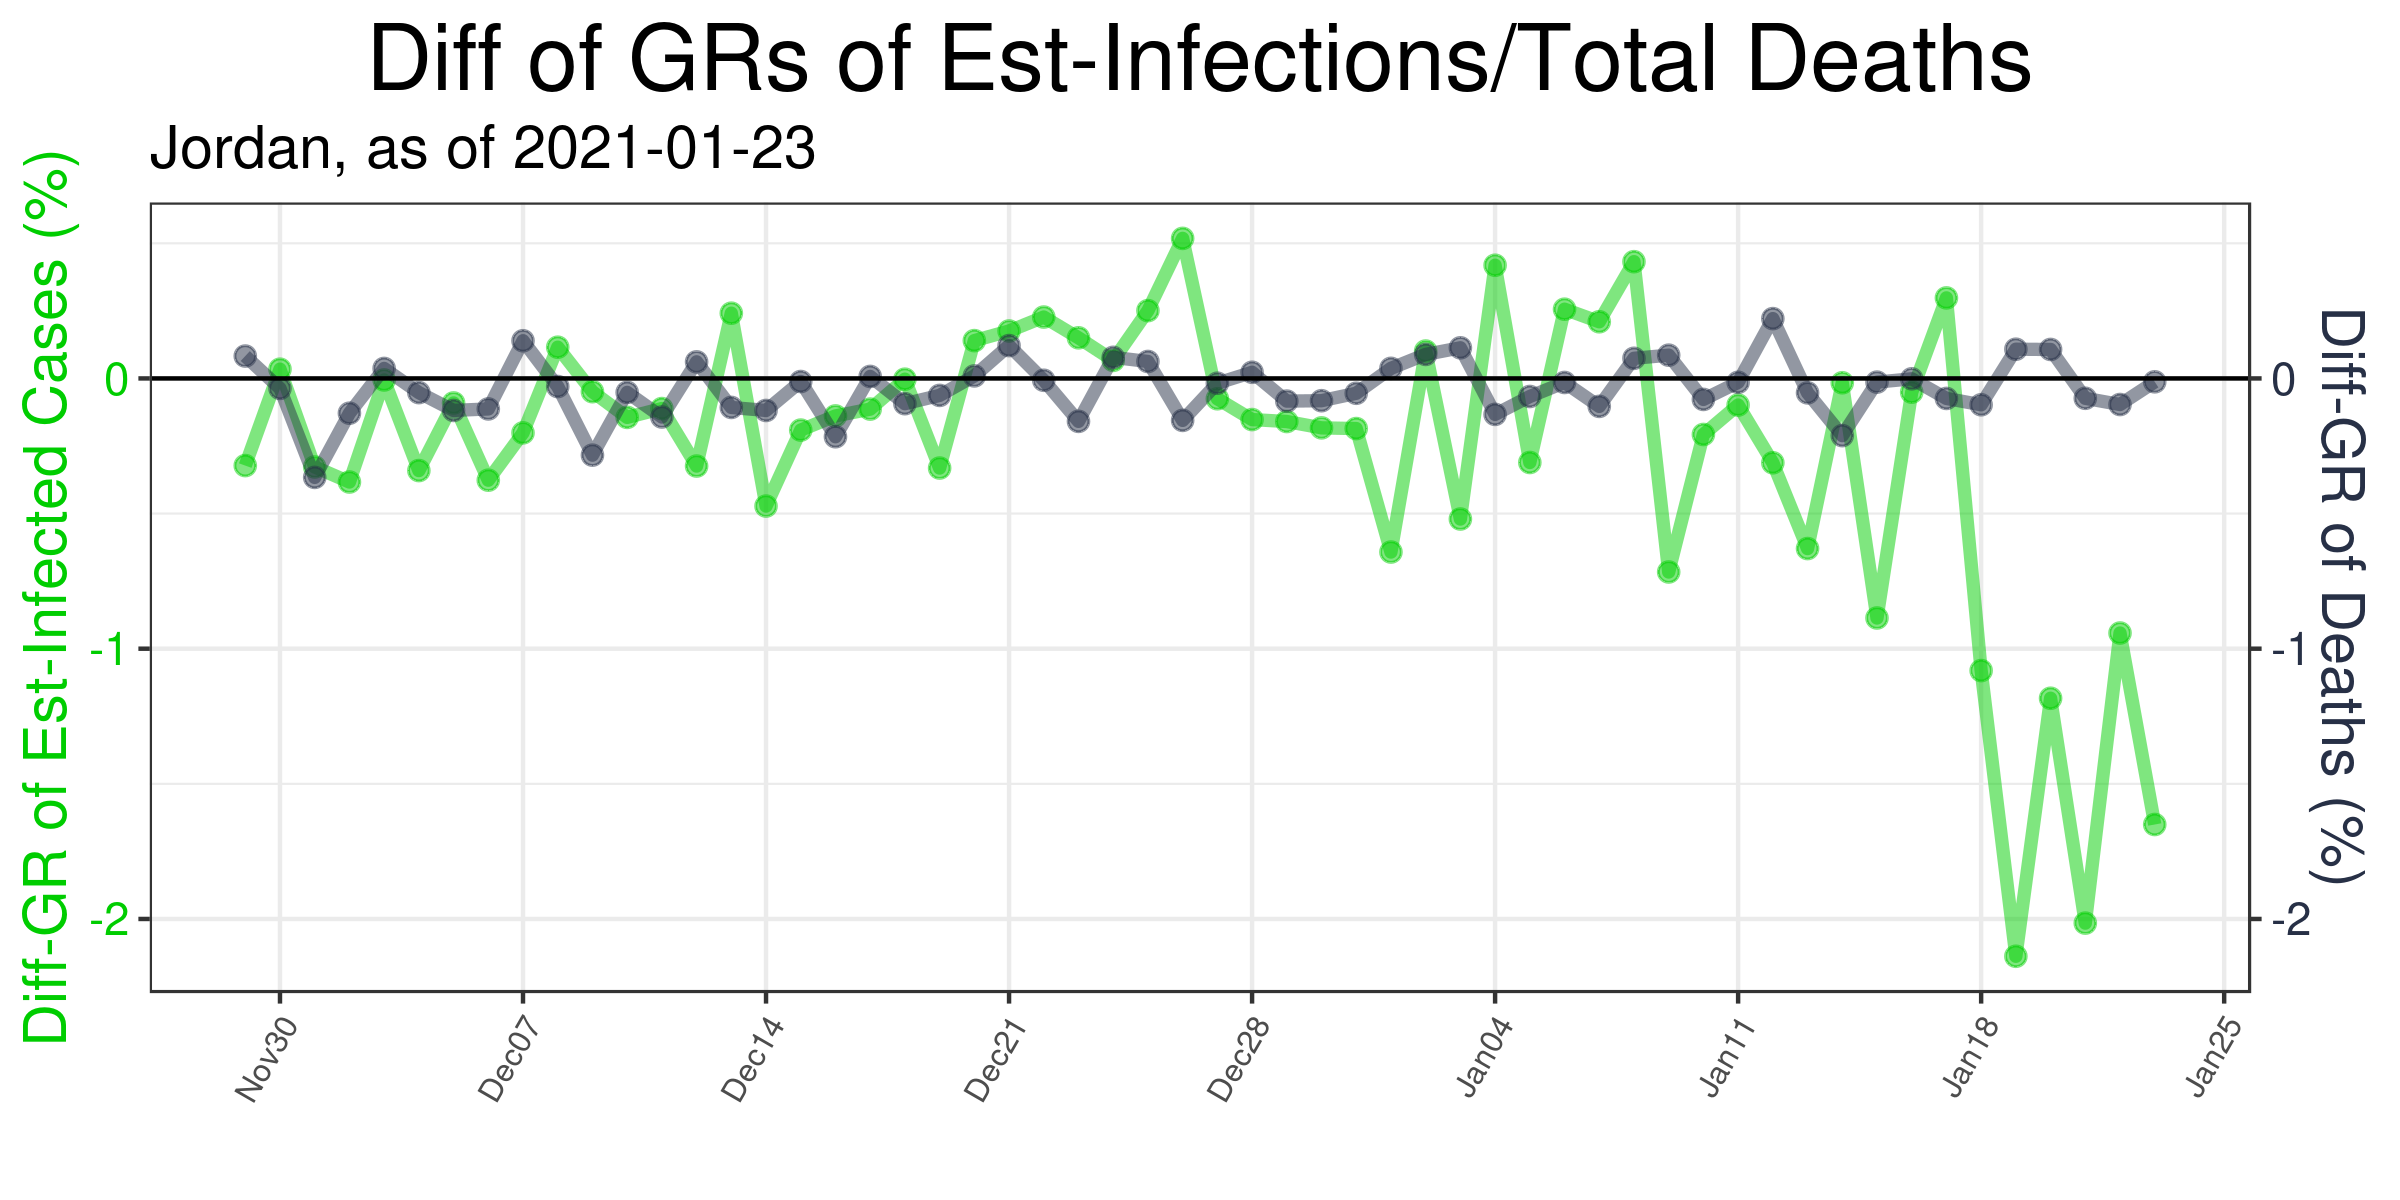 Diff of GRs of Est-Infections/Total Deaths
Jordan, as of 2021-01-23
Diff-GR of Est-Infected Cases (%)
0
-1
-2
0
-1
-2
Diff-GR of Deaths (%)
Nov30
Dec07
Dec14
Dec21
Dec28
Jan04
Jan11
Jan18
Jan25